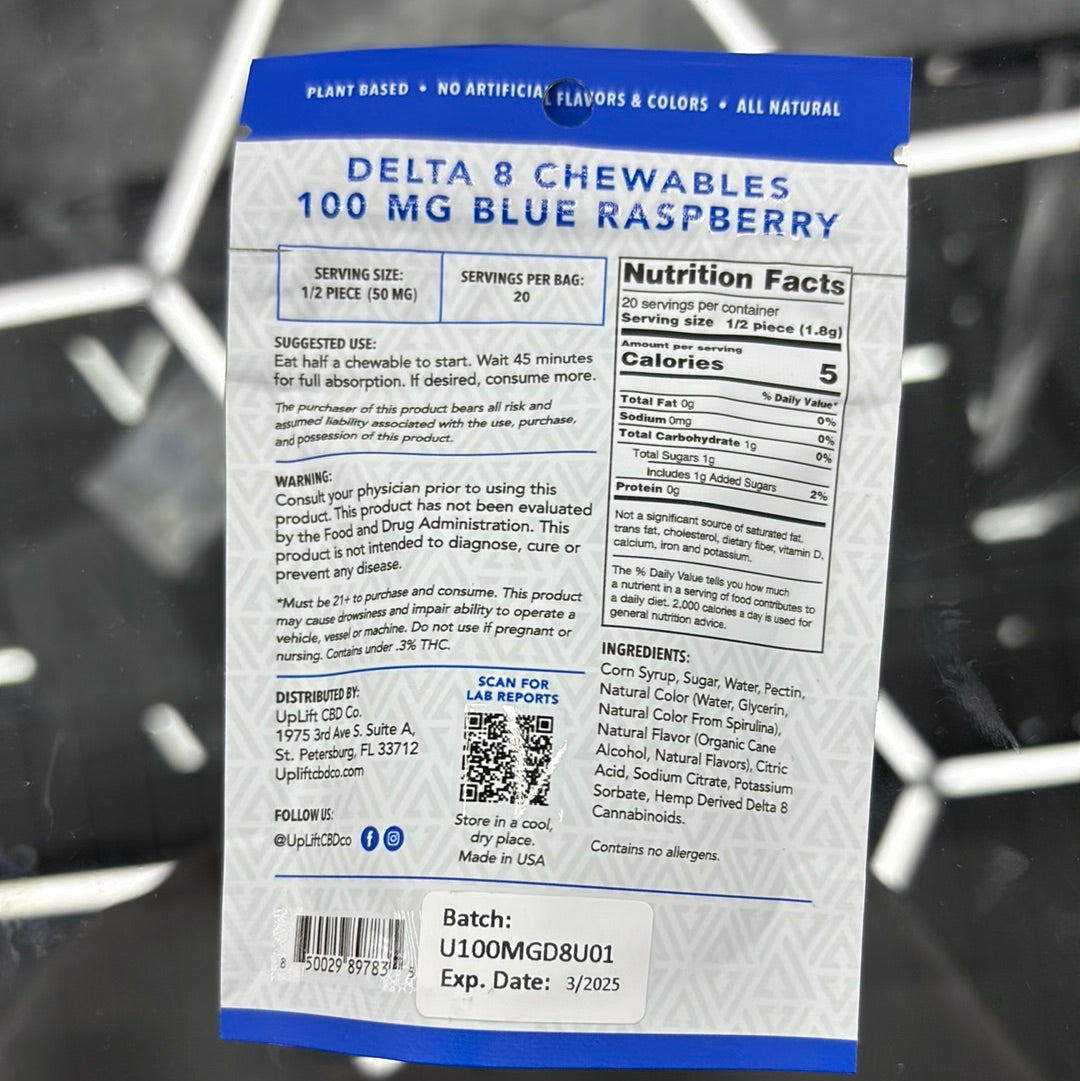 PLANT BASED • NO ARTIFICIAL FLAVORS & COLORS • ALL NATURAL
DELTA 8 CHEWABLES
100 MG BLUE RASPBERRY
SERVING SIZE:
1/2 PIECE (50 MG)
SERVINGS PER BAG:
20
SUGGESTED USE:
Eat half a chewable to start. Wait 45 minutes
for full absorption. If desired, consume more.
The purchaser of this product bears all risk and
assumed liability associated with the use, purchase,
and possession of this product.
WARNING:
Consult your physician prior to using this
product. This product has not been evaluated
by the Food and Drug Administration. This
product is not intended to diagnose, cure or
prevent any disease.
*Must be 21+ to purchase and consume. This product
may cause drowsiness and impair ability to operate a
vehicle, vessel or machine. Do not use if pregnant or
nursing. Contains under .3% THC.
DISTRIBUTED BY:
UpLift CBD Co.
1975 3rd Ave S. Suite A,
St. Petersburg, FL 33712
Upliftcbdco.com
FOLLOW US:
@UpLiftCBDco
SCAN FOR
LAB REPORTS
Store in a cool,
dry place.
Made in USA
Nutrition Facts
20 servings per container
Serving size 1/2 piece (1.8g)
Amount per serving
Calories 5
% Daily Value*
Total Fat 0g 0%
Sodium 0mg 0%
Total Carbohydrate 1g 0%
Total Sugars 1g
Includes 1g Added Sugars 2%
Protein 0g
Not a significant source of saturated fat,
trans fat, cholesterol, dietary fiber, vitamin D,
calcium, iron and potassium.
The % Daily Value tells you how much
a nutrient in a serving of food contributes to
a daily diet. 2,000 calories a day is used for
general nutrition advice.
INGREDIENTS:
Corn Syrup, Sugar, Water, Pectin,
Natural Color (Water, Glycerin,
Natural Color From Spirulina),
Natural Flavor (Organic Cane
Alcohol, Natural Flavors), Citric
Acid, Sodium Citrate, Potassium
Sorbate, Hemp Derived Delta 8
Cannabinoids.
Contains no allergens.
8 50029 89783 5
Batch:
U100MGD8U01
Exp. Date: 3/2025